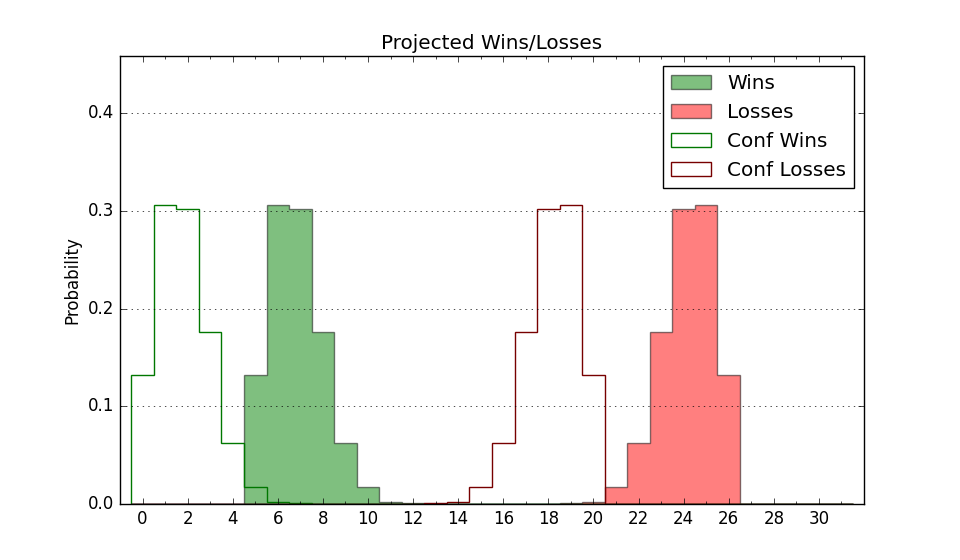 Projected Wins/Losses
Wins
Losses
Conf Wins
Conf Losses
Probability
0.4
0.3
0.2
0.1
0.0
0 2 4 6 8 10 12 14 16 18 20 22 24 26 28 30